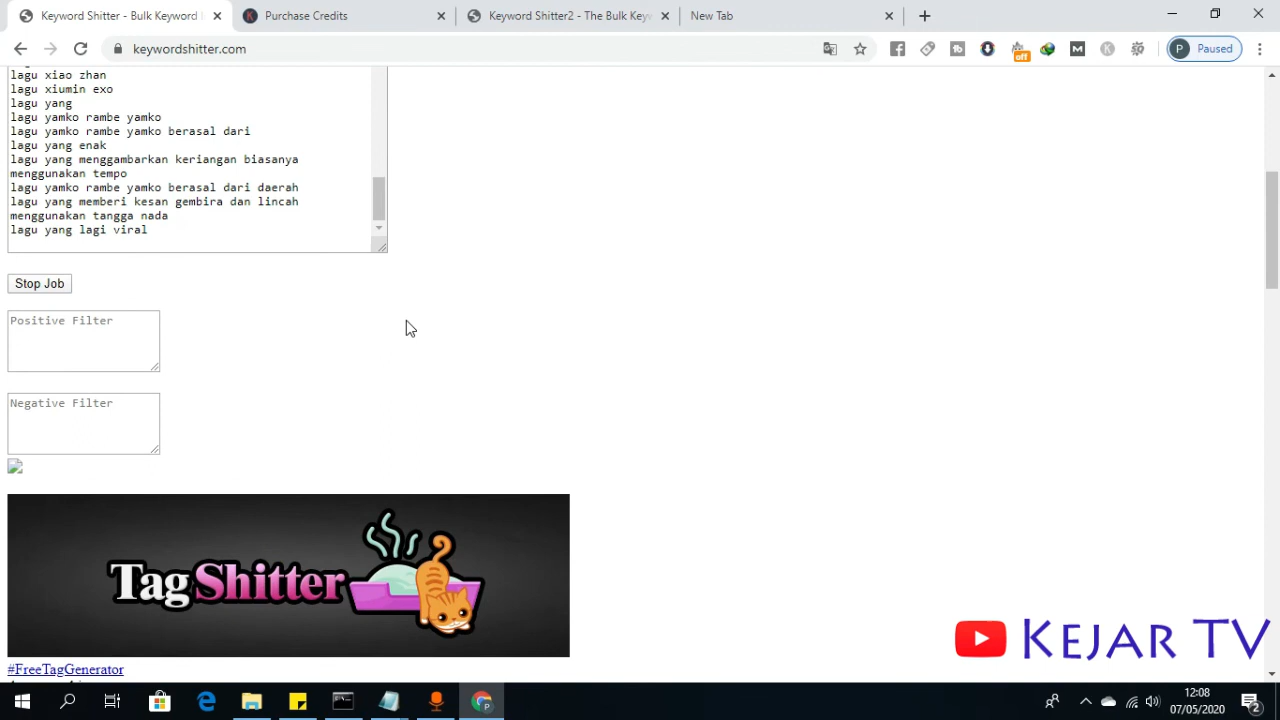 Keyword Shitter - Bulk Keyword
Purchase Credits
Keyword Shitter2 - The Bulk Key
New Tab
keywordshitter.com
off
M
K
P
Paused
lagu xiao zhan
lagu xiumin exo
lagu yang
lagu yamko rambe yamko
lagu yamko rambe yamko berasal dari
lagu yang enak
lagu yang menggambarkan keriangan biasanya
menggunakan tempo
lagu yamko rambe yamko berasal dari daerah
lagu yang memberi kesan gembira dan lincah
menggunakan tangga nada
lagu yang lagi viral
Stop Job
Positive Filter
Negative Filter
Tag Shitter
#FreeTagGenerator
KEJAR TV
12:08
07/05/2020
2